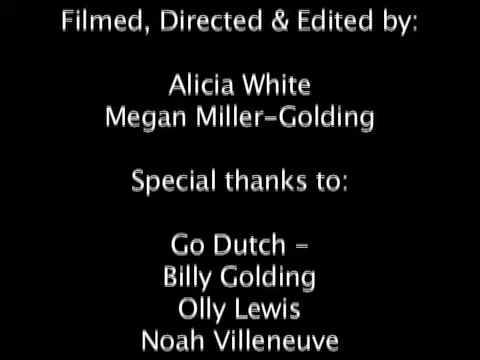 Filmed, Directed & Edited by:
Alicia White
Megan Miller-Golding
Special thanks to:
Go Dutch -
Billy Golding
Olly Lewis
Noah Villeneuve